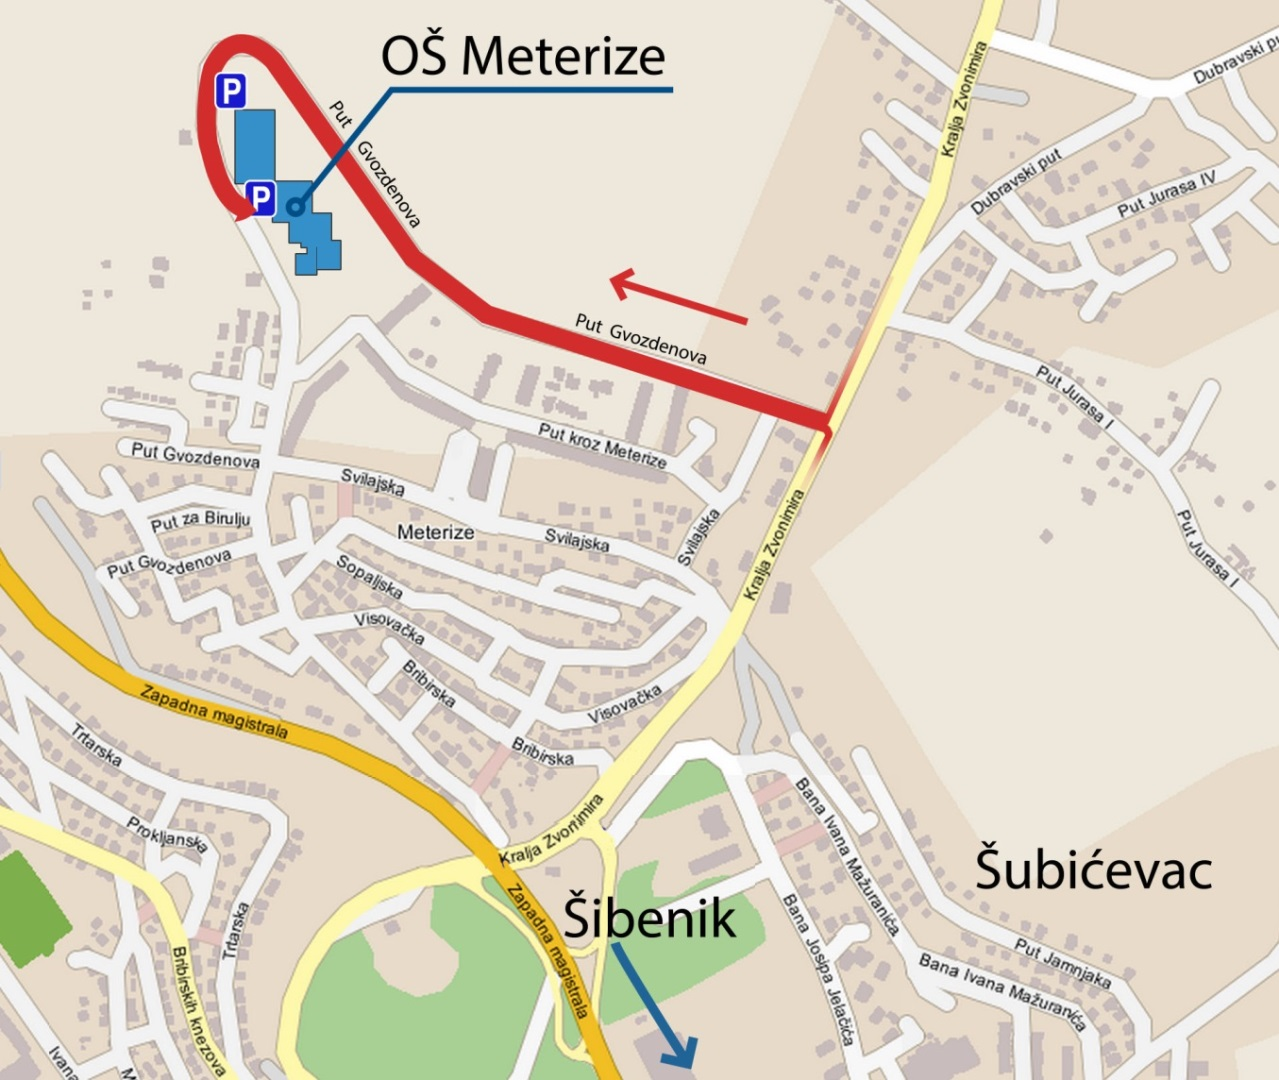 OŠ Meterize
P
P
Put Gvozdenova
Put Gvozdenova
Kralja Zvonimira
Dubravski pu
Dubravski put
Put Jurasa IV
Put Jurasa I
Put Jurasa I
Put kroz Meterize
Put Gvozdenova
Svilajska
Put za Birulju
Meterize
Svilajska
Svilajska
Put Gvozdenova
Sopaljska
Kralja Zvonimira
Visovačka
Bribirska
Visovačka
Zapadna magistrala
Bribirska
Trtarska
Prokljanska
Kralja Zvonimira
Bana Ivana Mažuranića
Šubićevac
Zapadna magistrala
Šibenik
Trtarska
Bana Josipa Jelačića
Put Jamnjaka
Bribirskih knezova
Bana Ivana Mažuranića
Ivana
M